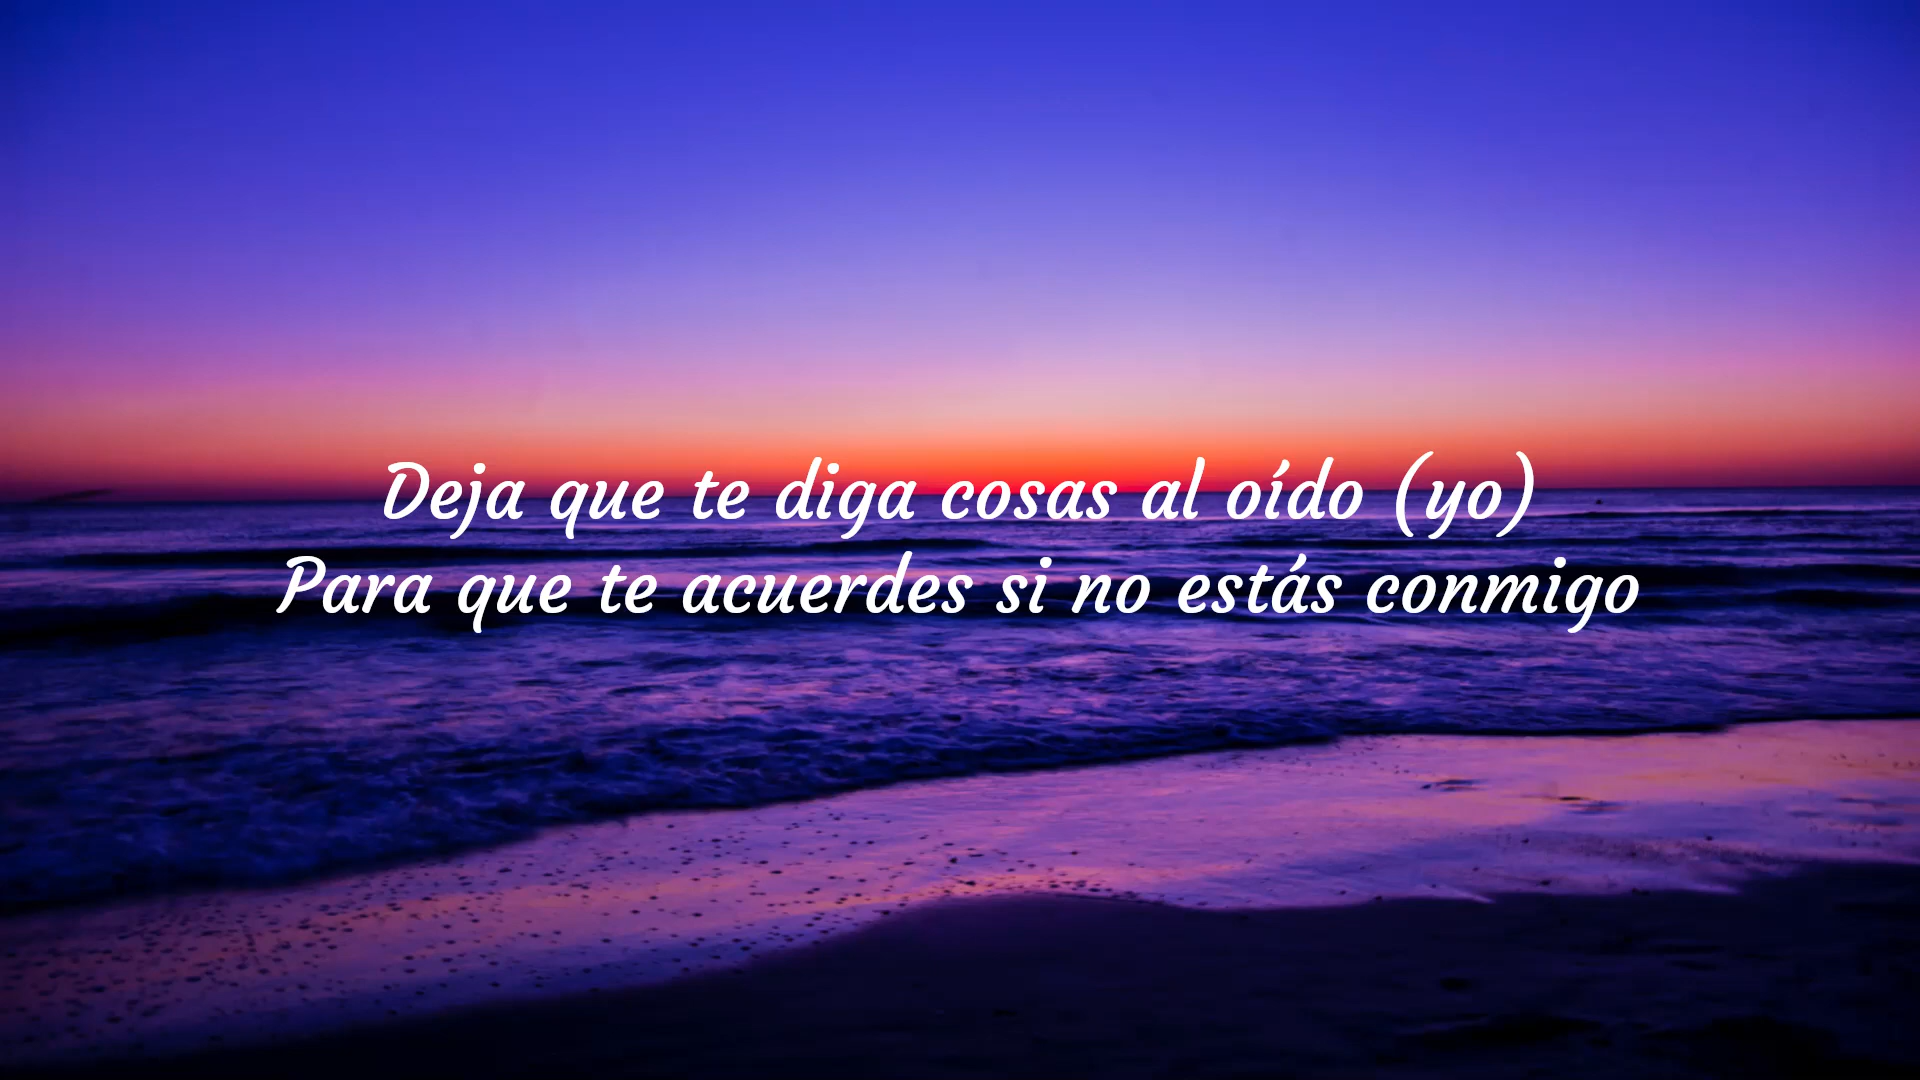 Deja que te diga cosas al oído (yo)
Para que te acuerdes si no estás conmigo